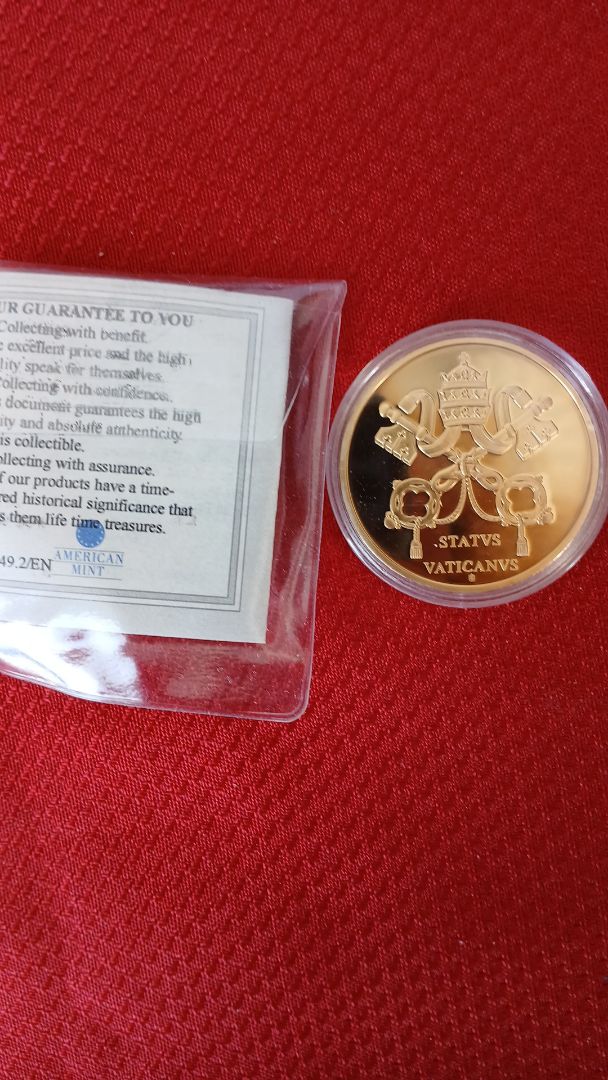 UR GUARANTEE TO YOU
Collecting with benefit.
e excellent price and the high
lity speak for themselves.
Collecting with confidence.
s document guarantees the high
ity and absolute authenticity
is collectible.
ollecting with assurance.
f our products have a time-
red historical significance that
s them life time treasures.
49.2/EN
AMERICAN
MINT
.STATVS
VATICANVS